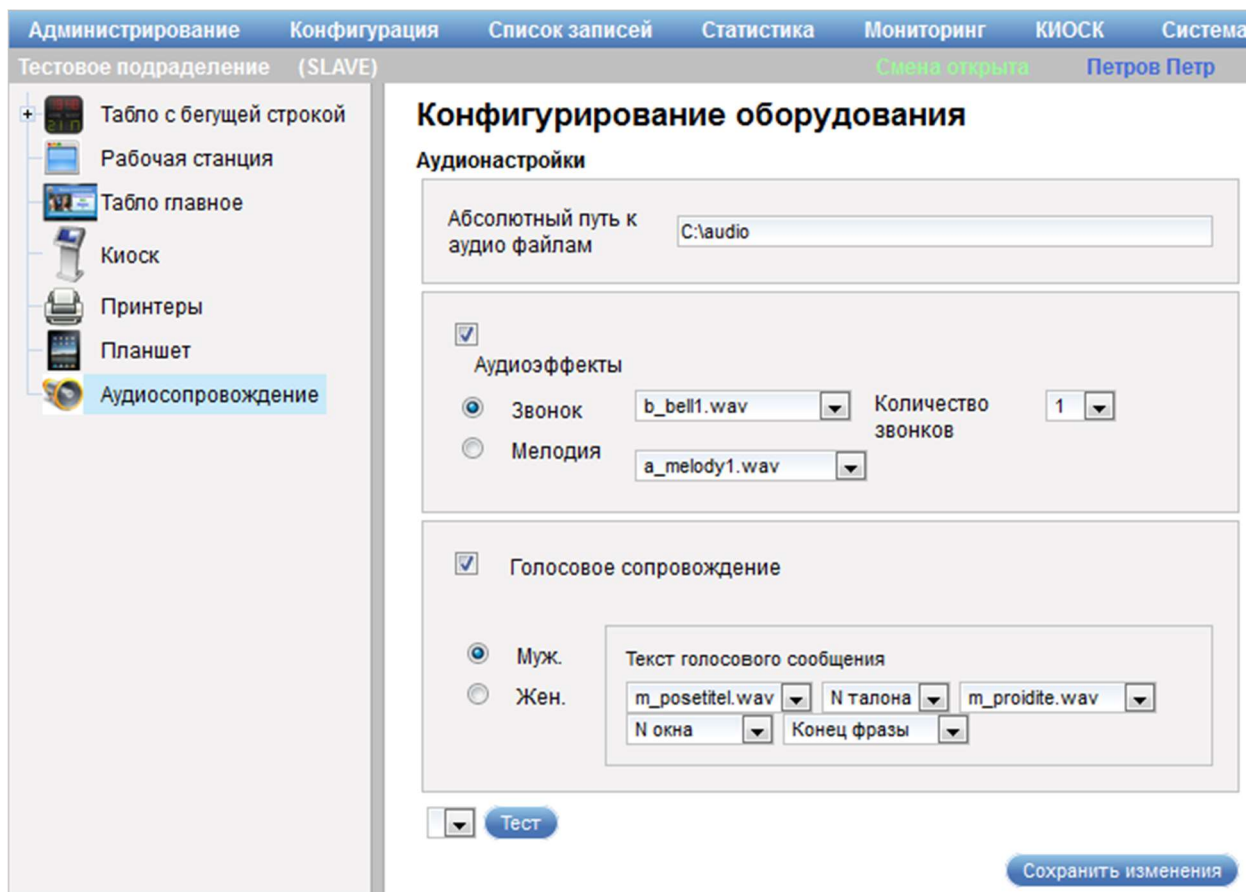 Администрирование Конфигурация Список записей Статистика Мониторинг КИОСК Система
Тестовое подраделение (SLAVE) Смена открыта Петров Петр
Табло с бегущей строкой
Рабочая станция
Табло главное
Киоск
Принтеры
Планшет
Аудиосопровождение
Конфигурирование оборудования
Аудионастройки
Абсолютный путь к
аудио файлам
C:\audio
Аудиоэффекты
Звонок b_bell1.wav Количество
звонков
1
Мелодия a_melody1.wav
Голосовое сопровождение
Муж.
Жен.
Текст голосового сообщения
m_posetitel.wav N талона m_proidite.wav
N окна Конец фразы
Тест
Сохранить изменения